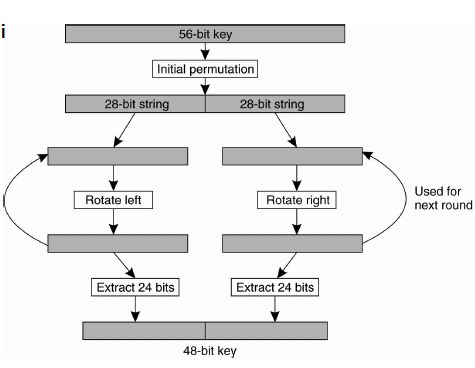 i
56-bit key
Initial permutation
28-bit string 28-bit string
Rotate left
Rotate right
Used for
next round
Extract 24 bits
Extract 24 bits
48-bit key